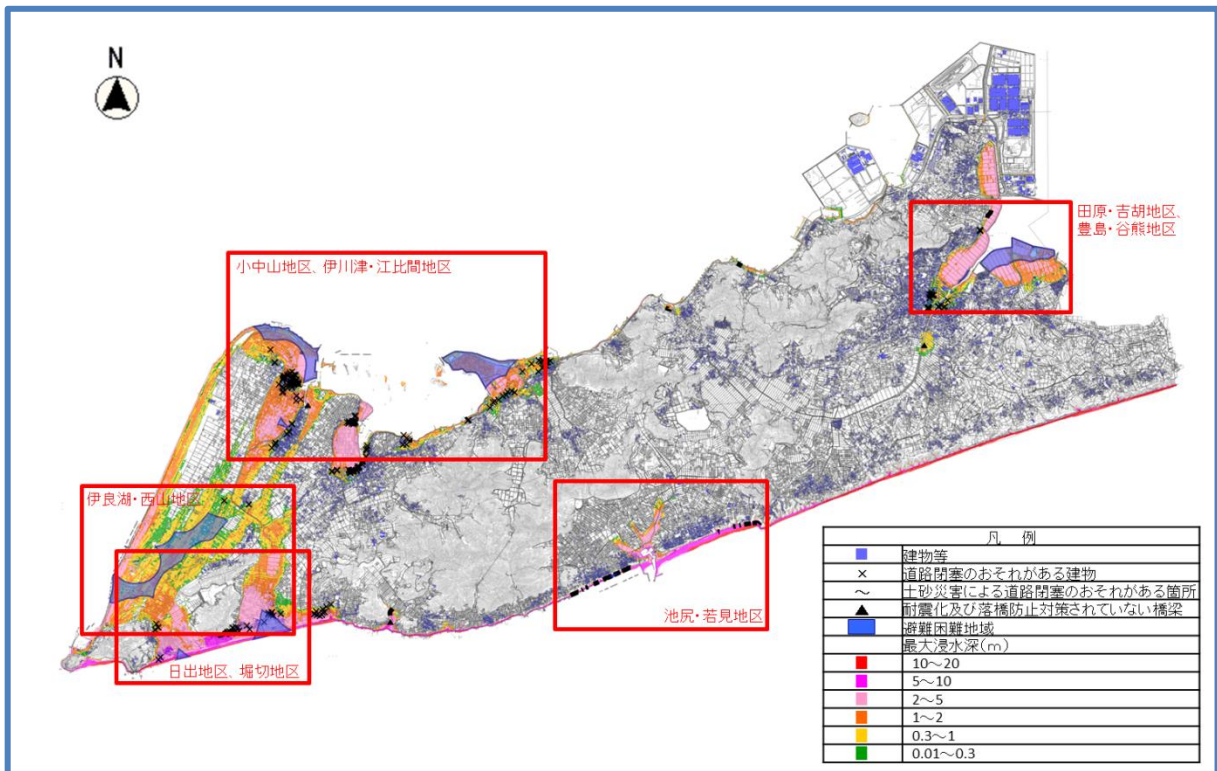 N
田原・吉胡地区、
豊島・谷熊地区
小中山地区、伊川津・江比間地区
伊良湖・西山地区
池尻・若見地区
日出地区、堀切地区
凡　例
建物等
× 道路閉塞のおそれがある建物
～ 土砂災害による道路閉塞のおそれがある箇所
▲ 耐震化及び落橋防止対策されていない橋梁
避難困難地域
最大浸水深(m)
10～20
5～10
2～5
1～2
0.3～1
0.01～0.3